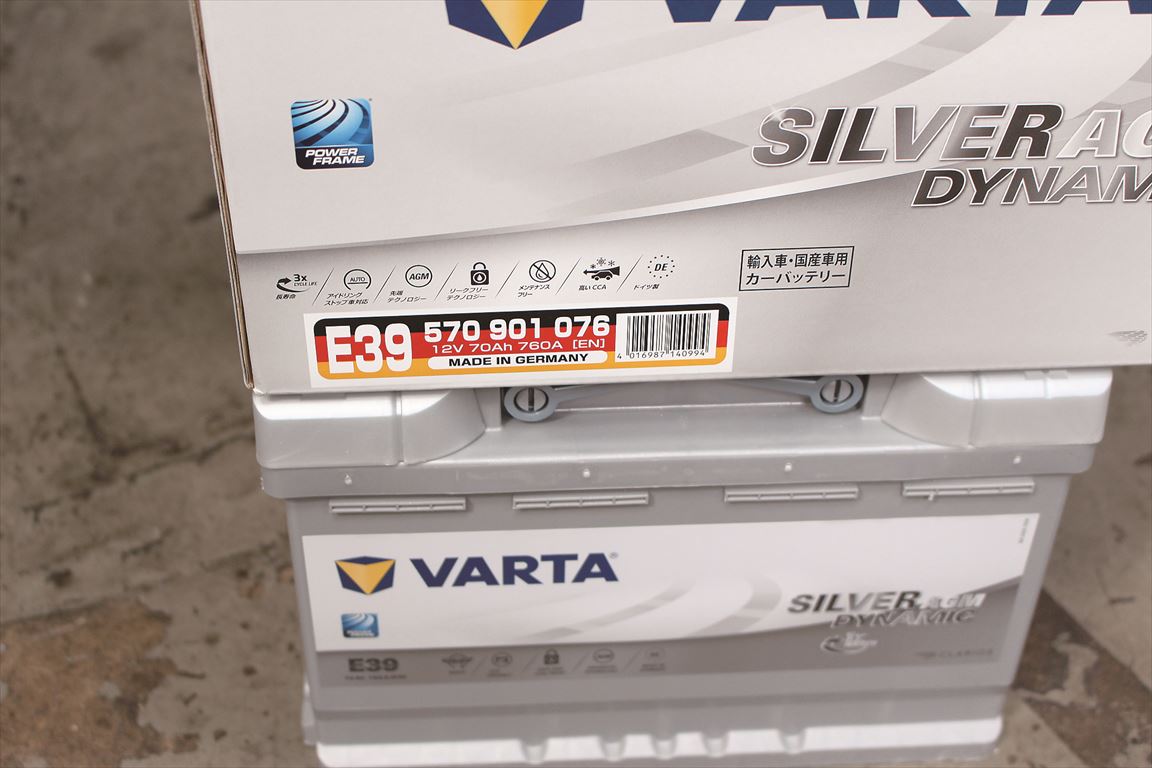 VARTA
POWER
FRAME
SILVER AG
DYNAM
3x
CYCLE LIFE
長寿命
AUTO
アイドリング
ストップ車対応
AGM
先端
テクノロジー
リークフリー
テクノロジー
メンテナンス
フリー
高いCCA
DE
ドイツ製
輸入車・国産車用
カーバッテリー
E39
570 901 076
12V 70Ah 760A [EN]
MADE IN GERMANY
4 016987 140994
VARTA®
SILVER AGM
DYNAMIC
POWER
FRAME
E39
CLARIOS